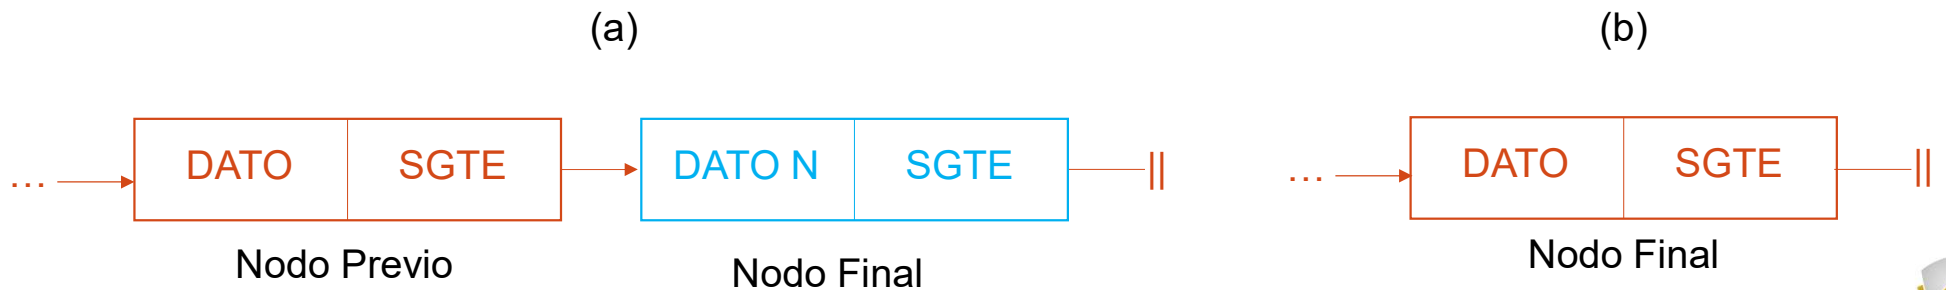 (a)
(b)
... DATO SGTE DATO N SGTE
... DATO SGTE
Nodo Previo
Nodo Final
Nodo Final